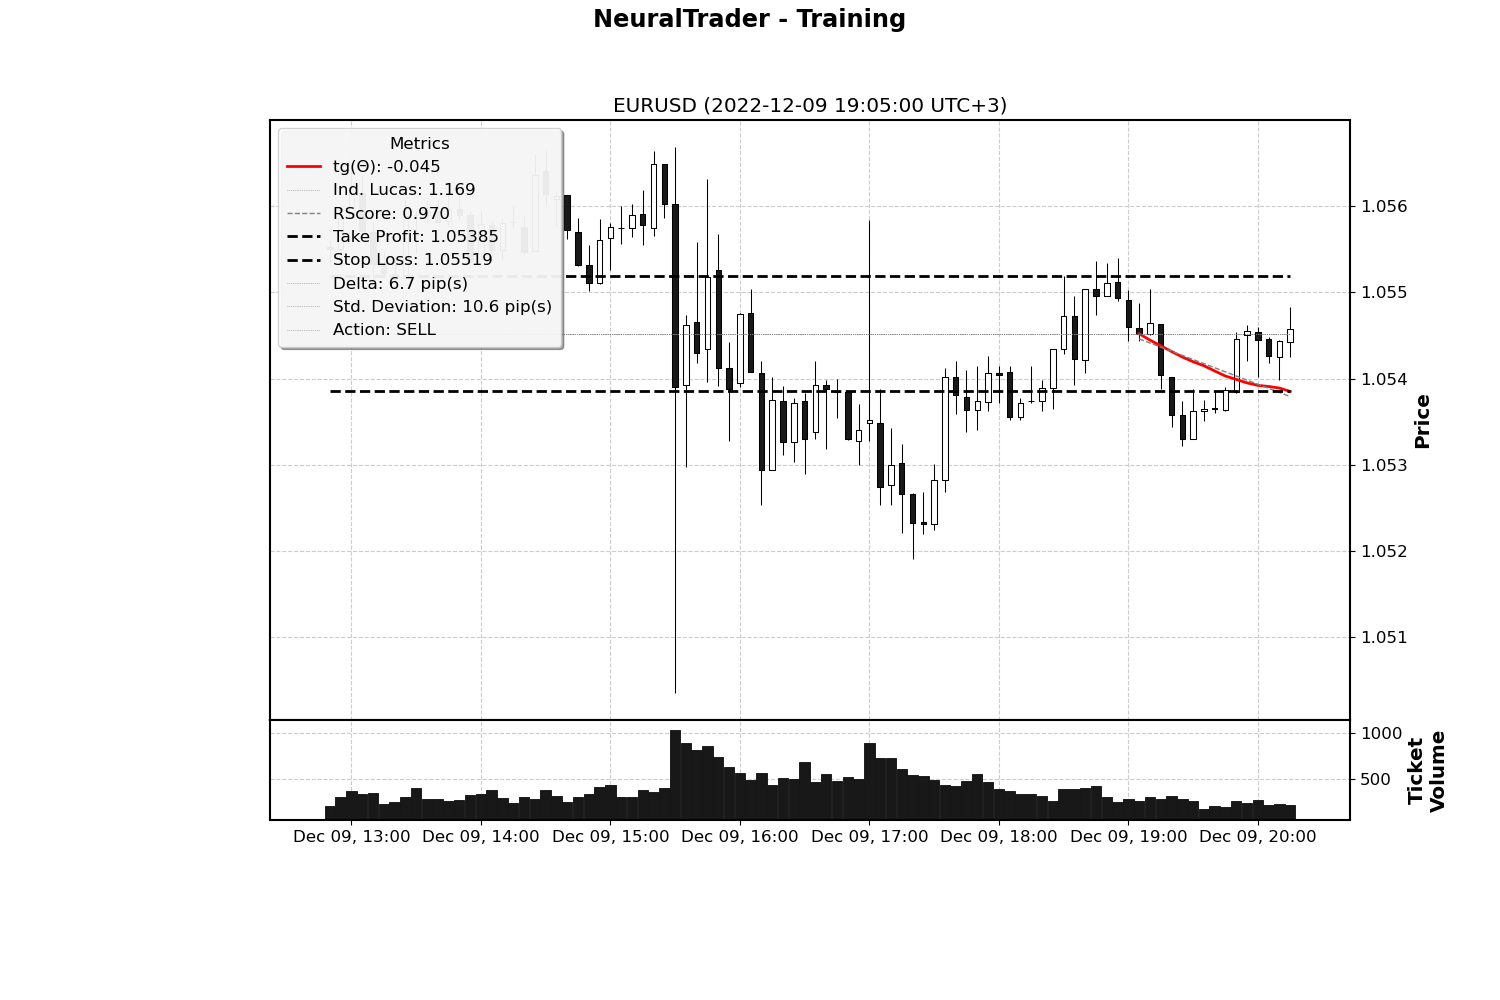 NeuralTrader - Training
EURUSD (2022-12-09 19:05:00 UTC+3)
Metrics
tg(Θ): -0.045
Ind. Lucas: 1.169
RScore: 0.970
Take Profit: 1.05385
Stop Loss: 1.05519
Delta: 6.7 pip(s)
Std. Deviation: 10.6 pip(s)
Action: SELL
1.056
1.055
1.054
1.053
1.052
1.051
Price
1000
500
Ticket
Volume
Dec 09, 13:00 Dec 09, 14:00 Dec 09, 15:00 Dec 09, 16:00 Dec 09, 17:00 Dec 09, 18:00 Dec 09, 19:00 Dec 09, 20:00